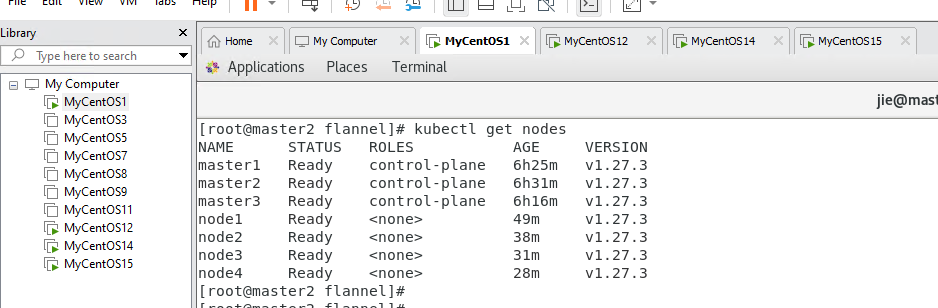 File Edit View VM Tabs Help
Library
Type here to search
My Computer
MyCentOS1
MyCentOS3
MyCentOS5
MyCentOS7
MyCentOS8
MyCentOS9
MyCentOS11
MyCentOS12
MyCentOS14
MyCentOS15
Home My Computer MyCentOS1 MyCentOS12 MyCentOS14 MyCentOS15
Applications Places Terminal
jie@mast
[root@master2 flannel]# kubectl get nodes
NAME STATUS ROLES AGE VERSION
master1 Ready control-plane 6h25m v1.27.3
master2 Ready control-plane 6h31m v1.27.3
master3 Ready control-plane 6h16m v1.27.3
node1 Ready <none> 49m v1.27.3
node2 Ready <none> 38m v1.27.3
node3 Ready <none> 31m v1.27.3
node4 Ready <none> 28m v1.27.3
[root@master2 flannel]#
[root@master2 flannel]#